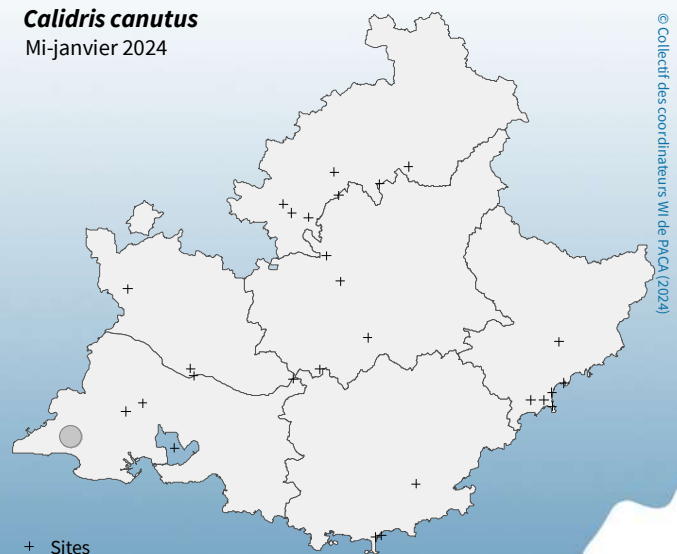 Calidris canutus
Mi-janvier 2024
© Collectif des coordinateurs WI de PACA (2024)
+ Sites